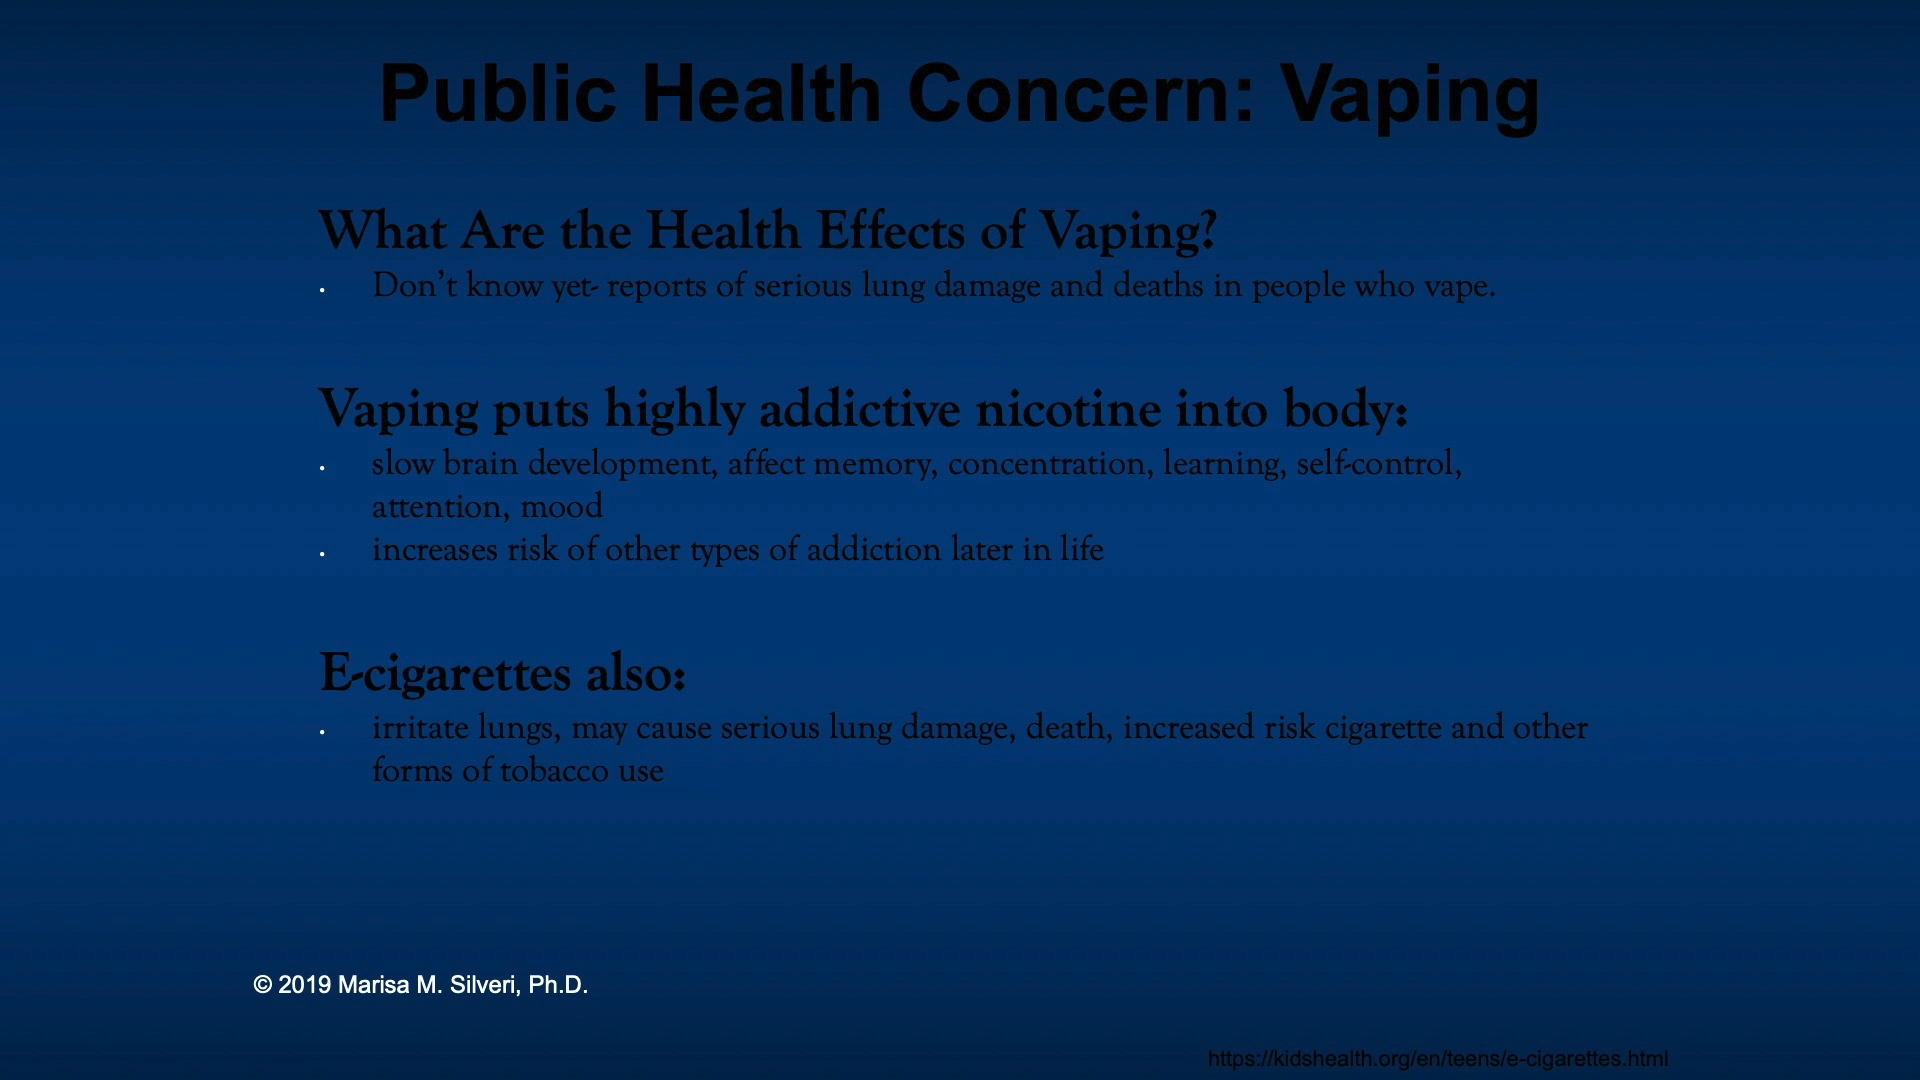 Public Health Concern: Vaping
What Are the Health Effects of Vaping?
• Don’t know yet- reports of serious lung damage and deaths in people who vape.
Vaping puts highly addictive nicotine into body:
• slow brain development, affect memory, concentration, learning, self-control,
attention, mood
• increases risk of other types of addiction later in life
E-cigarettes also:
• irritate lungs, may cause serious lung damage, death, increased risk cigarette and other
forms of tobacco use
© 2019 Marisa M. Silveri, Ph.D.
https://kidshealth.org/en/teens/e-cigarettes.html